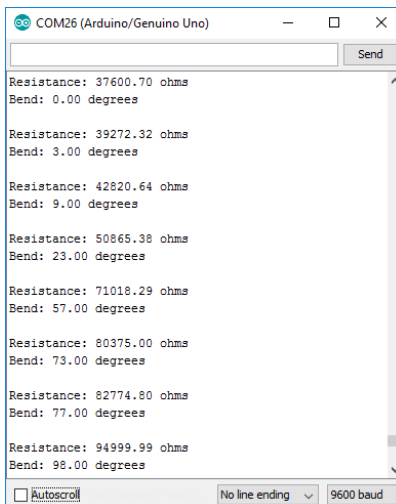 COM26 (Arduino/Genuino Uno)
Send
Resistance: 37600.70 ohms
Bend: 0.00 degrees
Resistance: 39272.32 ohms
Bend: 3.00 degrees
Resistance: 42820.64 ohms
Bend: 9.00 degrees
Resistance: 50865.38 ohms
Bend: 23.00 degrees
Resistance: 71018.29 ohms
Bend: 57.00 degrees
Resistance: 80375.00 ohms
Bend: 73.00 degrees
Resistance: 82774.80 ohms
Bend: 77.00 degrees
Resistance: 94999.99 ohms
Bend: 98.00 degrees
Autoscroll No line ending 9600 baud